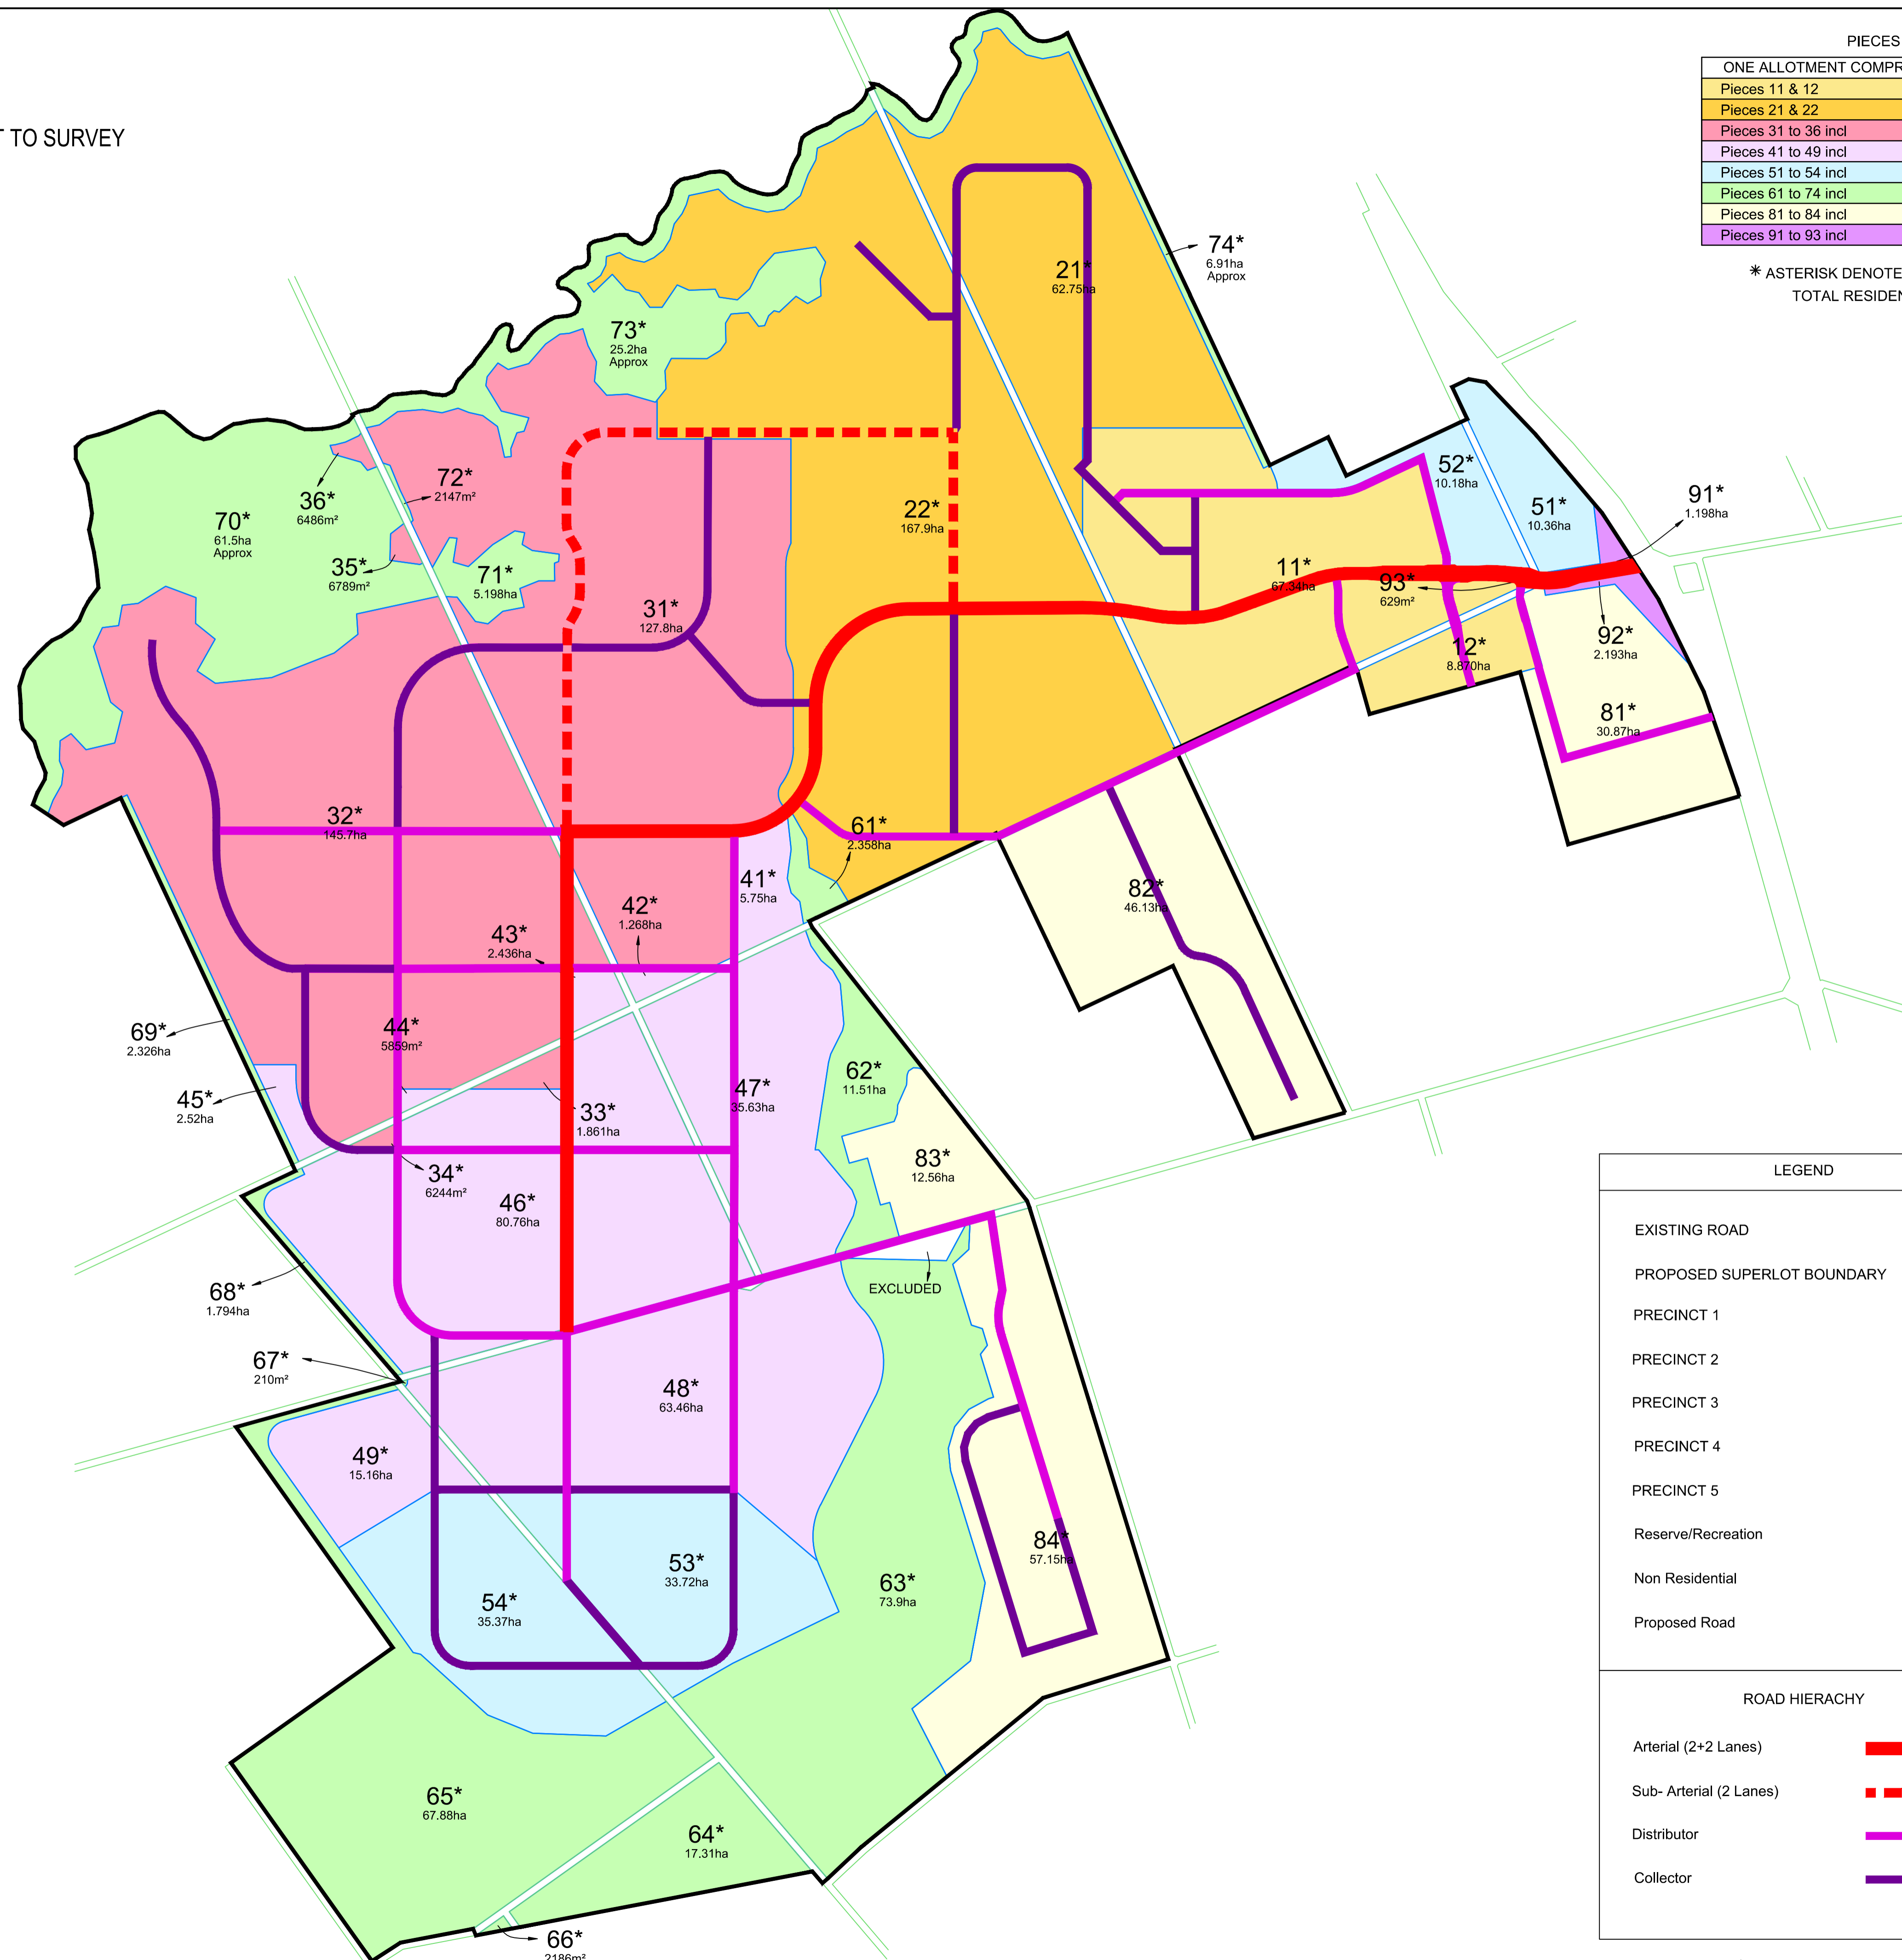 T TO SURVEY
PIECES
ONE ALLOTMENT COMPR
Pieces 11 & 12
Pieces 21 & 22
Pieces 31 to 36 incl
Pieces 41 to 49 incl
Pieces 51 to 54 incl
Pieces 61 to 74 incl
Pieces 81 to 84 incl
Pieces 91 to 93 incl
* ASTERISK DENOTE
TOTAL RESIDEN
74*
6.91ha
Approx
21*
62.75ha
73*
25.2ha
Approx
72*
2147m²
36*
6486m²
70*
61.5ha
Approx
35*
6789m²
71*
5.198ha
31*
127.8ha
22*
167.9ha
52*
10.18ha
51*
10.36ha
91*
1.198ha
11*
67.34ha
93*
629m²
12*
8.870ha
92*
2.193ha
81*
30.87ha
32*
145.7ha
61*
2.358ha
41*
5.75ha
42*
1.268ha
43*
2.436ha
82*
46.13ha
69*
2.326ha
44*
5859m²
45*
2.52ha
33*
1.861ha
47*
35.63ha
62*
11.51ha
34*
6244m²
46*
80.76ha
83*
12.56ha
68*
1.794ha
EXCLUDED
67*
210m²
48*
63.46ha
49*
15.16ha
53*
33.72ha
54*
35.37ha
63*
73.9ha
84*
57.15ha
65*
67.88ha
64*
17.31ha
66*
2186m²
LEGEND
EXISTING ROAD
PROPOSED SUPERLOT BOUNDARY
PRECINCT 1
PRECINCT 2
PRECINCT 3
PRECINCT 4
PRECINCT 5
Reserve/Recreation
Non Residential
Proposed Road
ROAD HIERACHY
Arterial (2+2 Lanes)
Sub- Arterial (2 Lanes)
Distributor
Collector